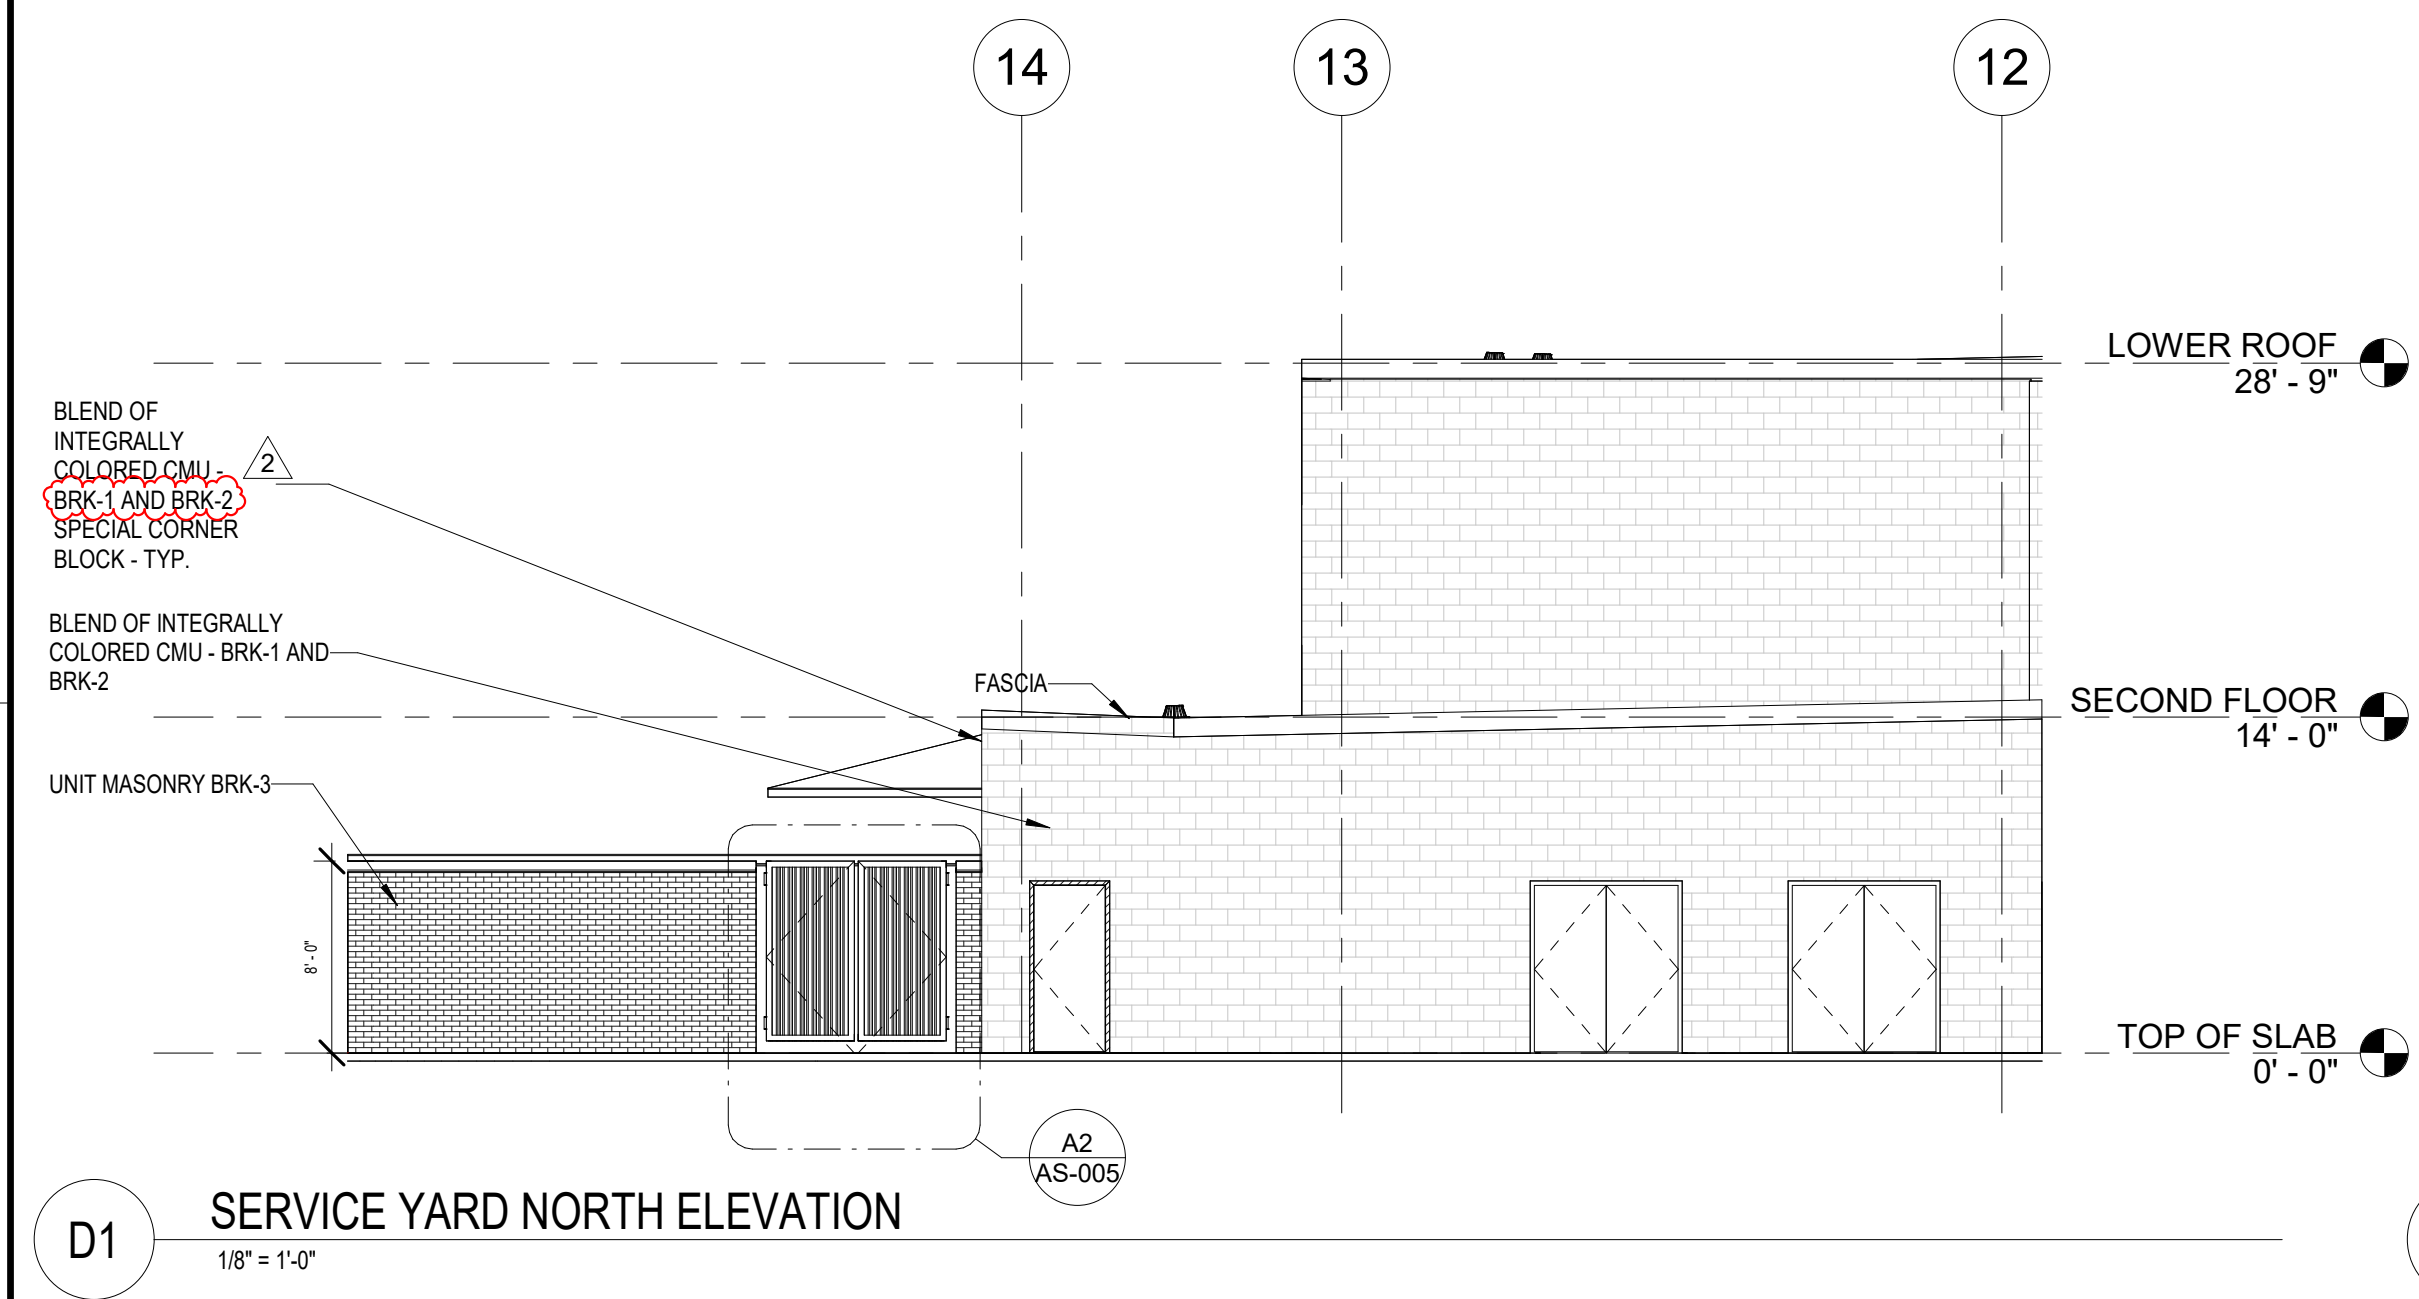 14
13
12
LOWER ROOF
28' - 9"
BLEND OF
INTEGRALLY
COLORED CMU -
BRK-1 AND BRK-2
SPECIAL CORNER
BLOCK - TYP.
2
BLEND OF INTEGRALLY
COLORED CMU - BRK-1 AND
BRK-2
FASCIA
SECOND FLOOR
14' - 0"
UNIT MASONRY BRK-3
8' - 0"
TOP OF SLAB
0' - 0"
A2
AS-005
D1
SERVICE YARD NORTH ELEVATION
1/8" = 1'-0"